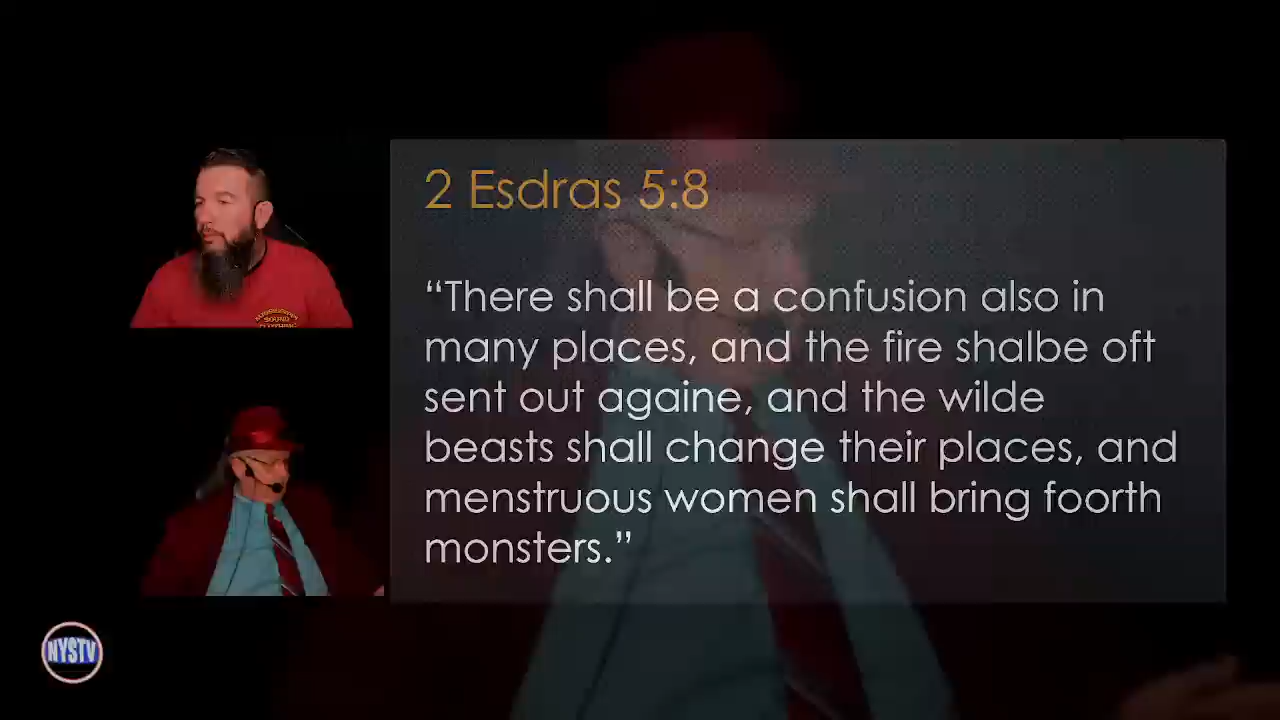 2 Esdras 5:8
“There shall be a confusion also in
many places, and the fire shalbe oft
sent out againe, and the wilde
beasts shall change their places, and
menstruous women shall bring foorth
monsters.”
SOUND
NYSTV